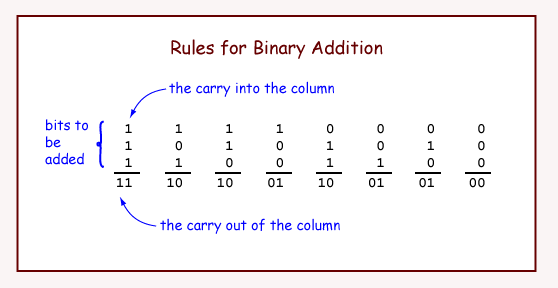 Rules for Binary Addition
the carry into the column
bits to
be
added
1 1 1 1 0 0 0 0
1 0 1 0 1 0 1 0
1 1 0 0 1 1 0 0
11 10 10 01 10 01 01 00
the carry out of the column